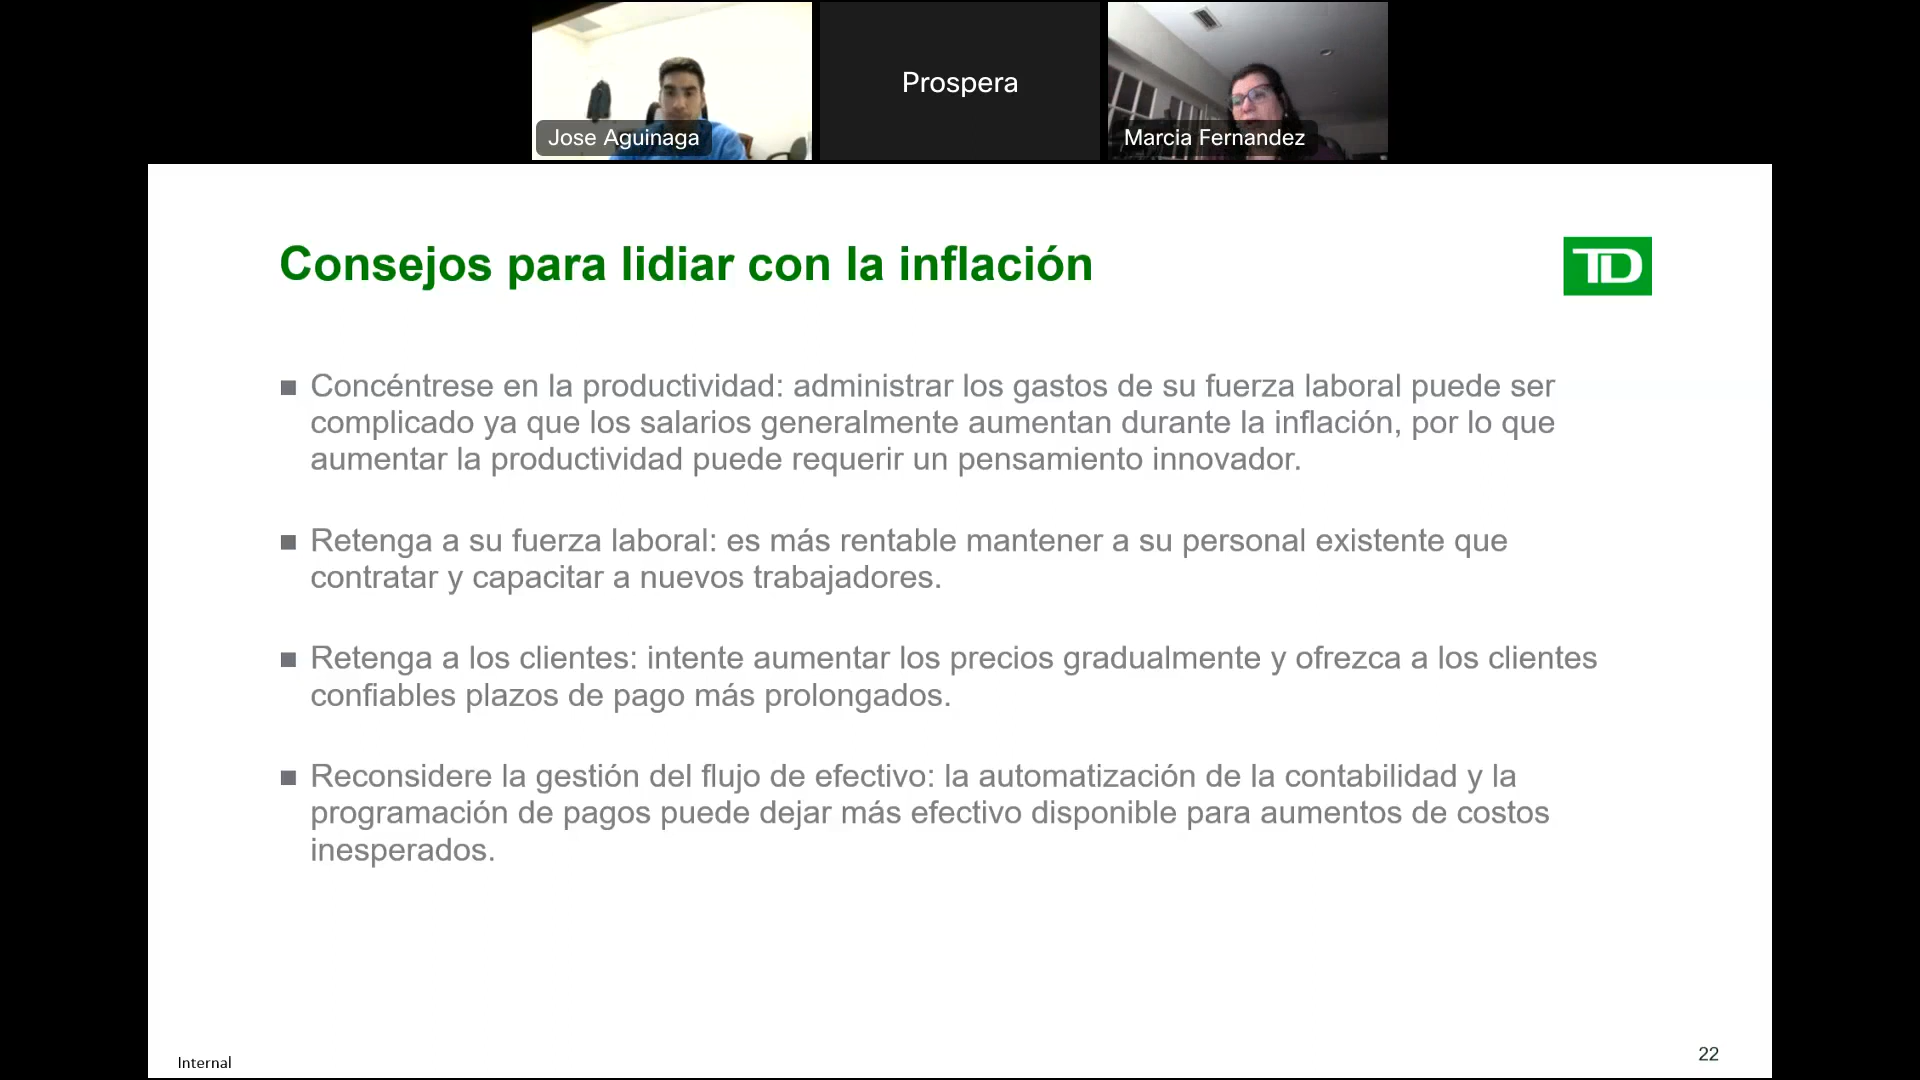 Jose Aguinaga
Prospera
Marcia Fernandez
Consejos para lidiar con la inflación
TD
■ Concéntrese en la productividad: administrar los gastos de su fuerza laboral puede ser
complicado ya que los salarios generalmente aumentan durante la inflación, por lo que
aumentar la productividad puede requerir un pensamiento innovador.
■ Retenga a su fuerza laboral: es más rentable mantener a su personal existente que
contratar y capacitar a nuevos trabajadores.
■ Retenga a los clientes: intente aumentar los precios gradualmente y ofrezca a los clientes
confiables plazos de pago más prolongados.
■ Reconsidere la gestión del flujo de efectivo: la automatización de la contabilidad y la
programación de pagos puede dejar más efectivo disponible para aumentos de costos
inesperados.
Internal
22